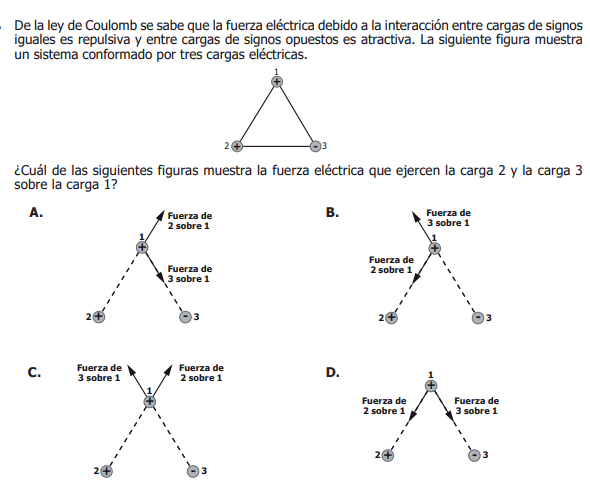 De la ley de Coulomb se sabe que la fuerza eléctrica debido a la interacción entre cargas de signos
iguales es repulsiva y entre cargas de signos opuestos es atractiva. La siguiente figura muestra
un sistema conformado por tres cargas eléctricas.
1
+
2 + - 3
¿Cuál de las siguientes figuras muestra la fuerza eléctrica que ejercen la carga 2 y la carga 3
sobre la carga 1?
A.
Fuerza de
2 sobre 1
1
+
Fuerza de
3 sobre 1
2 + - 3
B.
Fuerza de
3 sobre 1
1
+
Fuerza de
2 sobre 1
2 + - 3
C.
Fuerza de
3 sobre 1
Fuerza de
2 sobre 1
1
+
2 + - 3
D.
1
+
Fuerza de
2 sobre 1
Fuerza de
3 sobre 1
2 + - 3